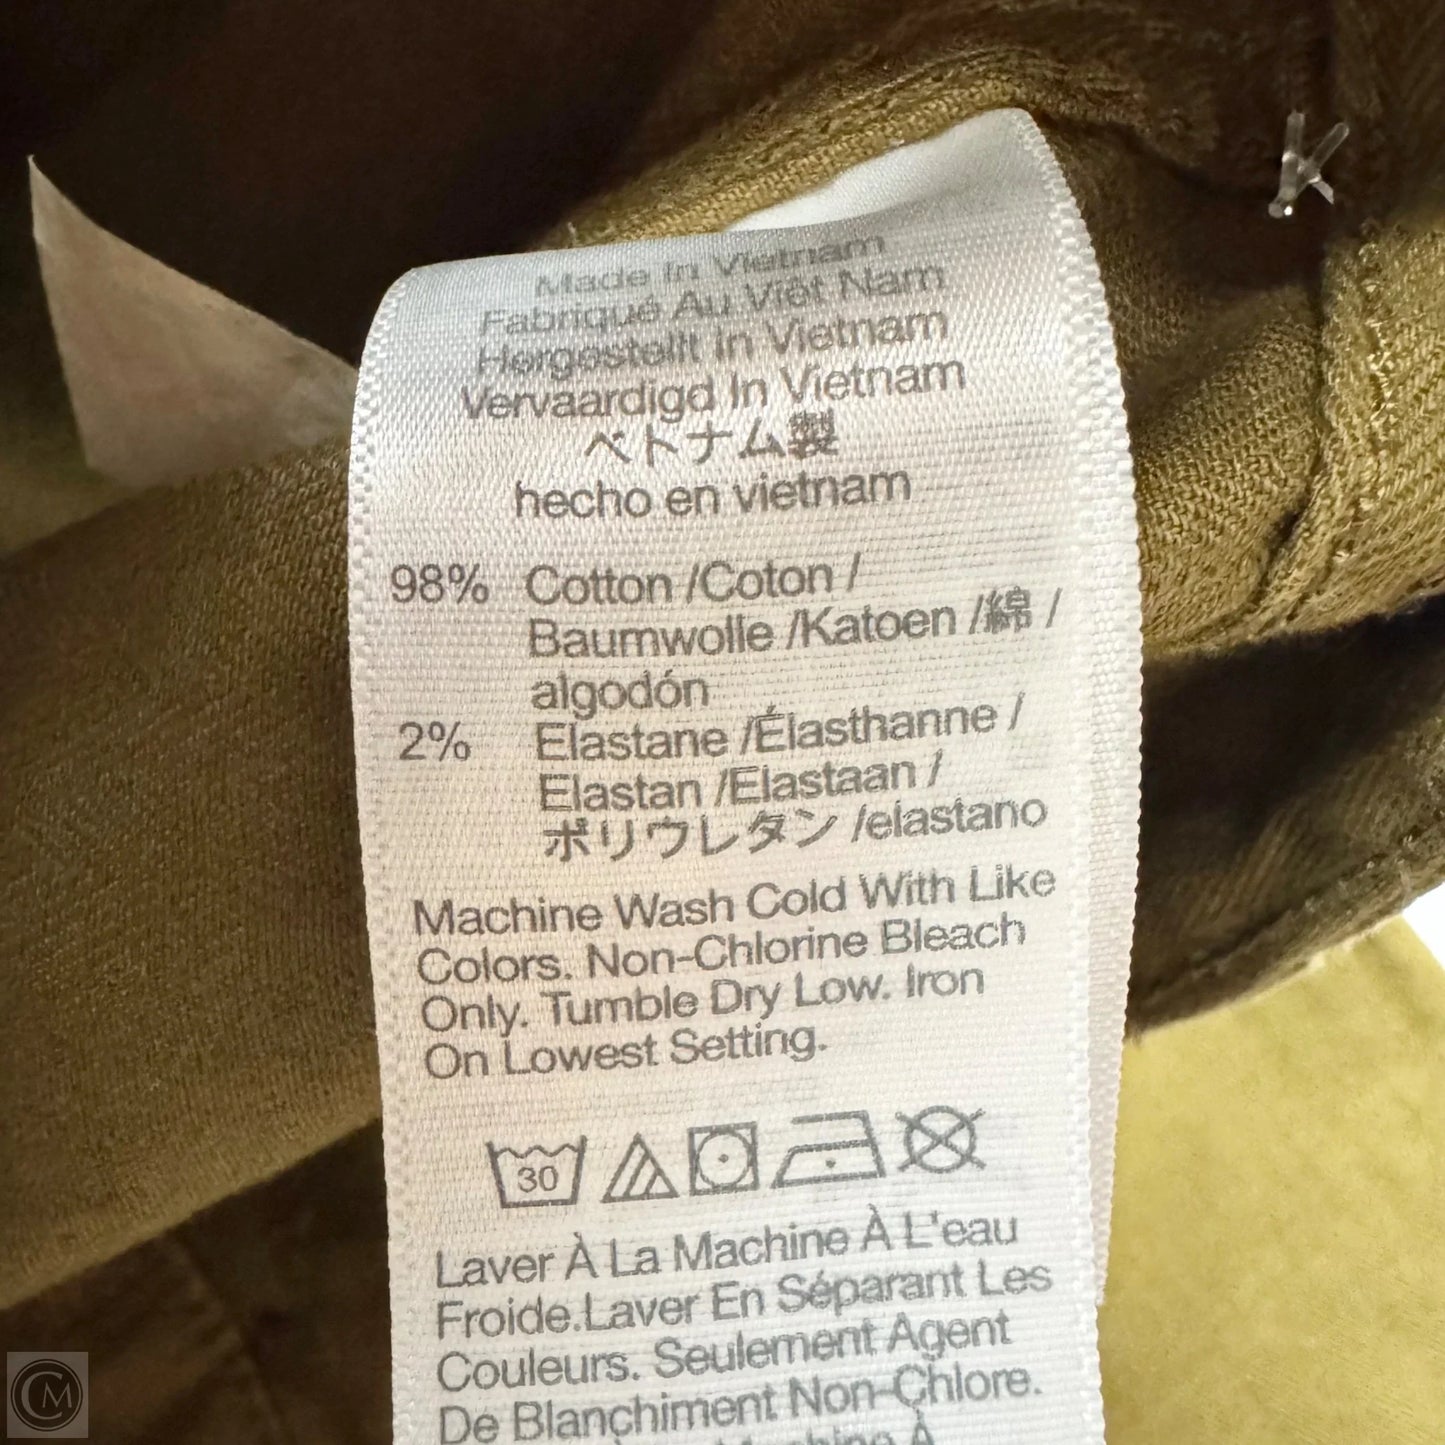 Made In Vietnam
Fabriqué Au Viêt Nam
Hergestellt In Vietnam
Vervaardigd In Vietnam
ベトナム製
hecho en vietnam
98% Cotton /Coton /
Baumwolle /Katoen /綿 /
algodón
2% Elastane /Élasthanne /
Elastan /Elastaan /
ポリウレタン /elastano
Machine Wash Cold With Like
Colors. Non-Chlorine Bleach
Only. Tumble Dry Low. Iron
On Lowest Setting.
30
Laver À La Machine À L'eau
Froide.Laver En Séparant Les
Couleurs. Seulement Agent
De Blanchiment Non-Chlore.
Machine À
CM